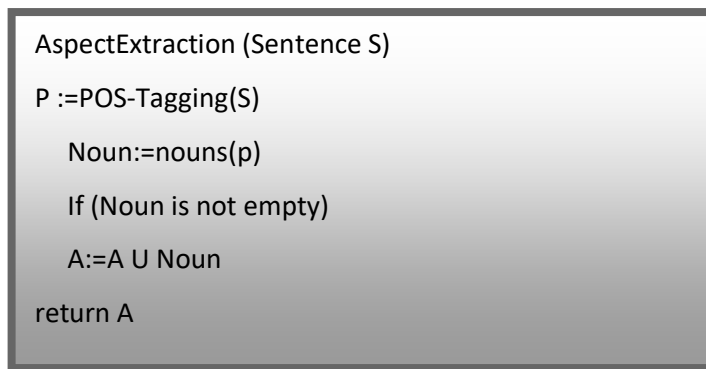 AspectExtraction (Sentence S)
P :=POS-Tagging(S)
Noun:=nouns(p)
If (Noun is not empty)
A:=A U Noun
return A